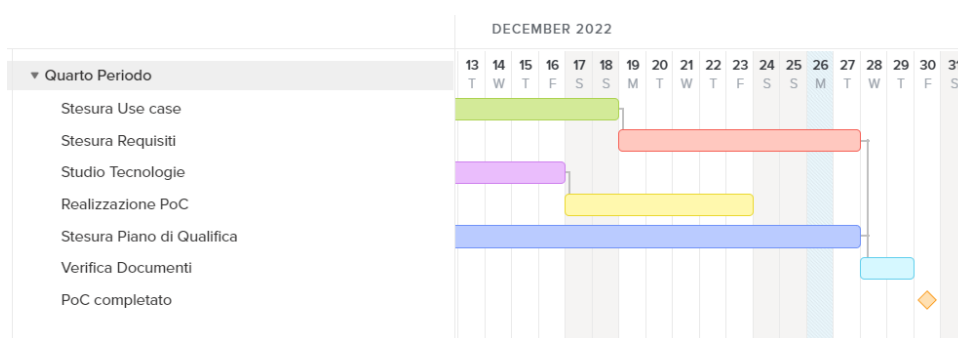 DECEMBER 2022
13 14 15 16 17 18 19 20 21 22 23 24 25 26 27 28 29 30 31
T W T F S S M T W T F S S M T W T F S
Quarto Periodo
Stesura Use case
Stesura Requisiti
Studio Tecnologie
Realizzazione PoC
Stesura Piano di Qualifica
Verifica Documenti
PoC completato